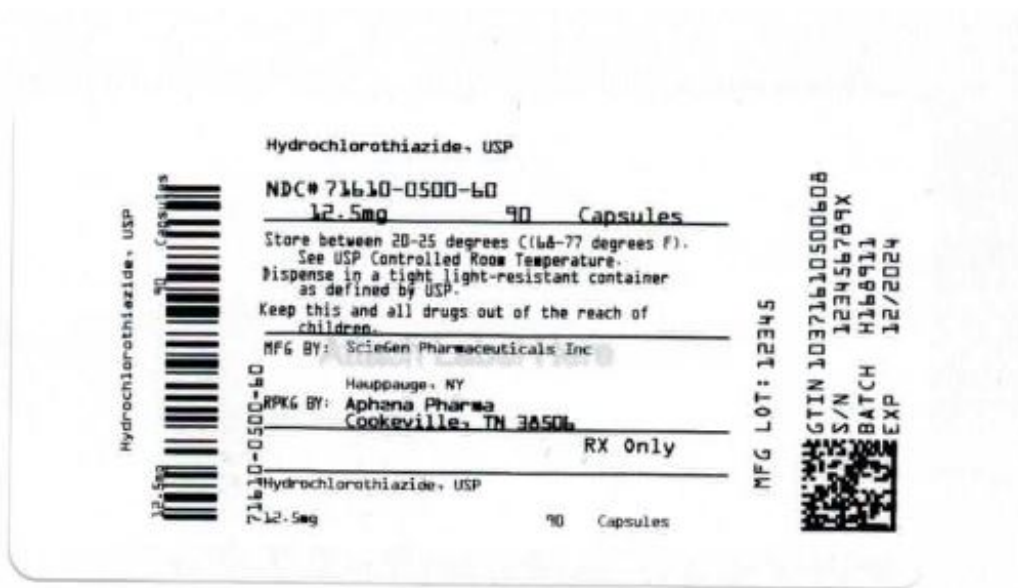 Hydrochlorothiazide, USP
NDC# 71610-0500-60
12.5mg 90 Capsules
Store between 20-25 degrees C(68-77 degrees F).
See USP Controlled Room Temperature.
Dispense in a tight light-resistant container
as defined by USP.
Keep this and all drugs out of the reach of
children.
Attach Label Here
MFG BY: ScieGen Pharmaceuticals Inc
Hauppauge, NY
RPKG BY: Aphena Pharma
Cookeville, TN 38506
RX Only
Hydrochlorothiazide, USP
12.5mg 90 Capsules
Hydrochlorothiazide, USP
12.5mg 90 Capsules
71610-0500-60
MFG LOT: 12345
GTIN 10371610500608
S/N 123456789X
BATCH H168911
EXP 12/2024